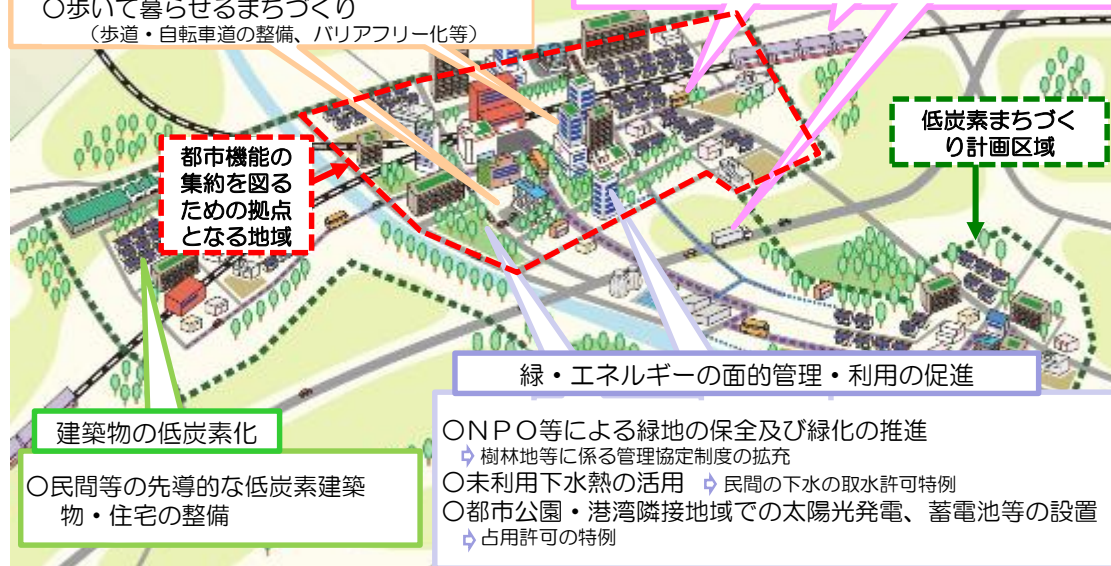 ○歩いて暮らせるまちづくり
（歩道・自転車道の整備、バリアフリー化等）
低炭素まちづく
り計画区域
都市機能の
集約を図る
ための拠点
となる地域
緑・エネルギーの面的管理・利用の促進
○ＮＰＯ等による緑地の保全及び緑化の推進
⇨樹林地等に係る管理協定制度の拡充
○未利用下水熱の活用 ⇨民間の下水の取水許可特例
○都市公園・港湾隣接地域での太陽光発電、蓄電池等の設置
⇨占用許可の特例
建築物の低炭素化
○民間等の先導的な低炭素建築
物・住宅の整備